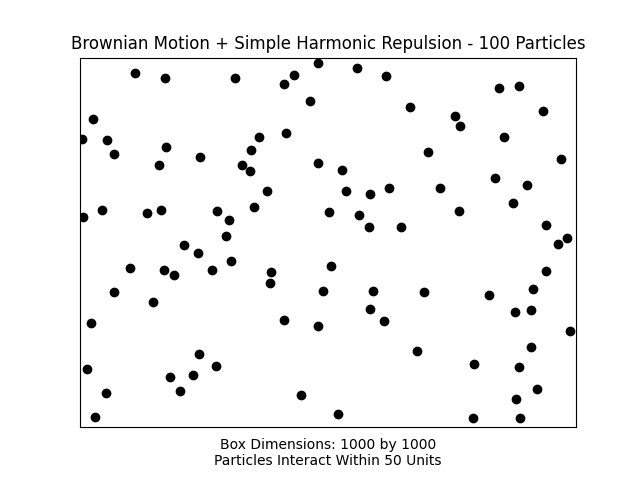 Brownian Motion + Simple Harmonic Repulsion - 100 Particles
Box Dimensions: 1000 by 1000
Particles Interact Within 50 Units